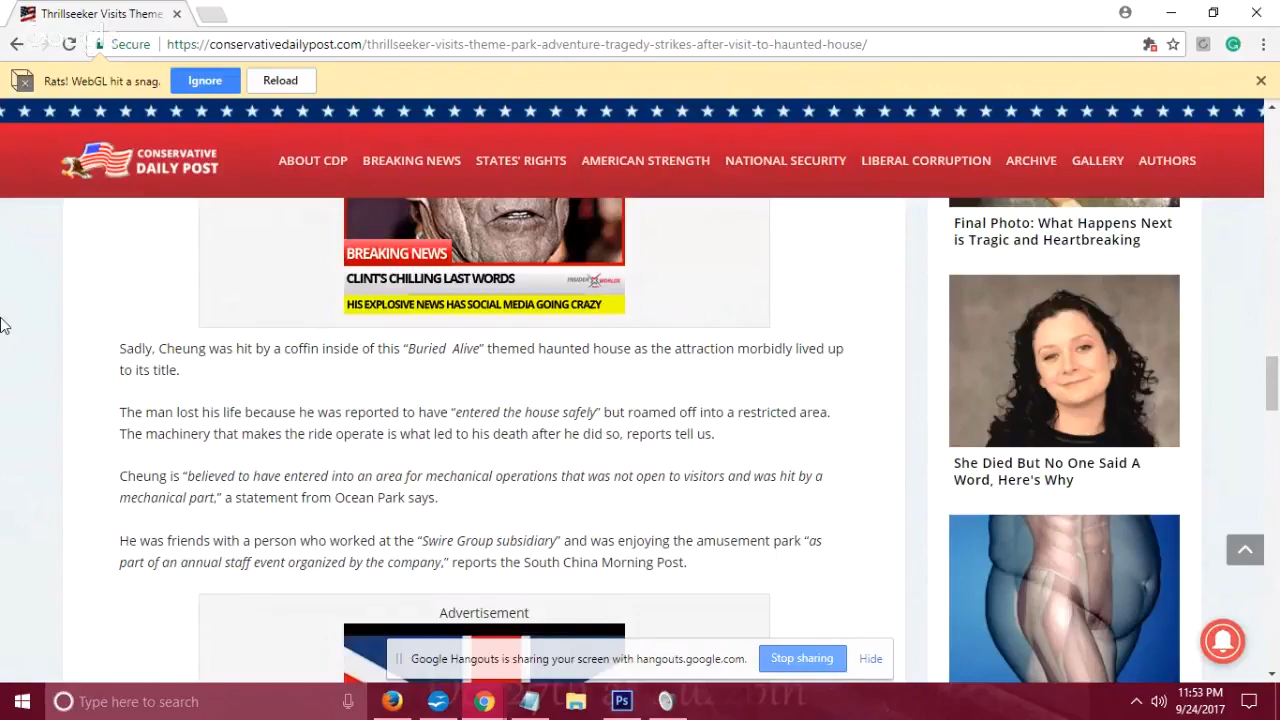 Thrillseeker Visits Theme
Secure
https://conservativedailypost.com/thrillseeker-visits-theme-park-adventure-tragedy-strikes-after-visit-to-haunted-house/
Rats! WebGL hit a snag.
Ignore
Reload
CONSERVATIVE
DAILY POST
ABOUT CDP
BREAKING NEWS
STATES' RIGHTS
AMERICAN STRENGTH
NATIONAL SECURITY
LIBERAL CORRUPTION
ARCHIVE
GALLERY
AUTHORS
BREAKING NEWS
CLINT'S CHILLING LAST WORDS
HIS EXPLOSIVE NEWS HAS SOCIAL MEDIA GOING CRAZY
Sadly, Cheung was hit by a coffin inside of this “Buried Alive” themed haunted house as the attraction morbidly lived up
to its title.
The man lost his life because he was reported to have “entered the house safely” but roamed off into a restricted area.
The machinery that makes the ride operate is what led to his death after he did so, reports tell us.
Cheung is “believed to have entered into an area for mechanical operations that was not open to visitors and was hit by a
mechanical part,” a statement from Ocean Park says.
He was friends with a person who worked at the “Swire Group subsidiary” and was enjoying the amusement park “as
part of an annual staff event organized by the company,” reports the South China Morning Post.
Advertisement
Final Photo: What Happens Next
is Tragic and Heartbreaking
She Died But No One Said A
Word, Here's Why
Google Hangouts is sharing your screen with hangouts.google.com.
Stop sharing
Hide
Type here to search
Ps
11:53 PM
9/24/2017